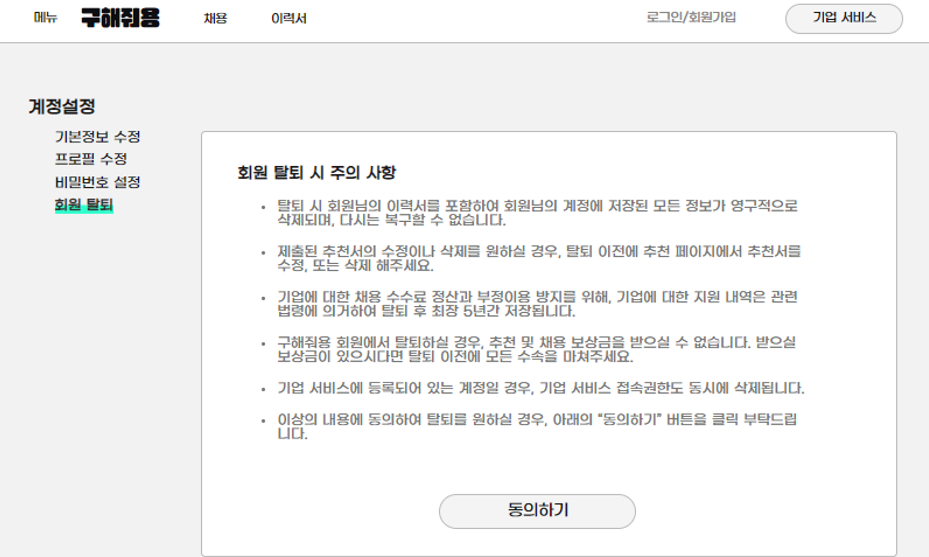 메뉴 구해줘용 채용 이력서 로그인/회원가입 기업 서비스
계정설정
기본정보 수정
프로필 수정
비밀번호 설정
회원 탈퇴
회원 탈퇴 시 주의 사항
• 탈퇴 시 회원님의 이력서를 포함하여 회원님의 계정에 저장된 모든 정보가 영구적으로
삭제되며, 다시는 복구할 수 없습니다.
• 제출된 추천서의 수정이나 삭제를 원하실 경우, 탈퇴 이전에 추천 페이지에서 추천서를
수정, 또는 삭제 해주세요.
• 기업에 대한 채용 수수료 정산과 부정이용 방지를 위해, 기업에 대한 지원 내역은 관련
법령에 의거하여 탈퇴 후 최장 5년간 저장됩니다.
• 구해줘용 회원에서 탈퇴하실 경우, 추천 및 채용 보상금을 받으실 수 없습니다. 받으실
보상금이 있으시다면 탈퇴 이전에 모든 수속을 마쳐주세요.
• 기업 서비스에 등록되어 있는 계정일 경우, 기업 서비스 접속권한도 동시에 삭제됩니다.
• 이상의 내용에 동의하여 탈퇴를 원하실 경우, 아래의 “동의하기” 버튼을 클릭 부탁드립
니다.
동의하기